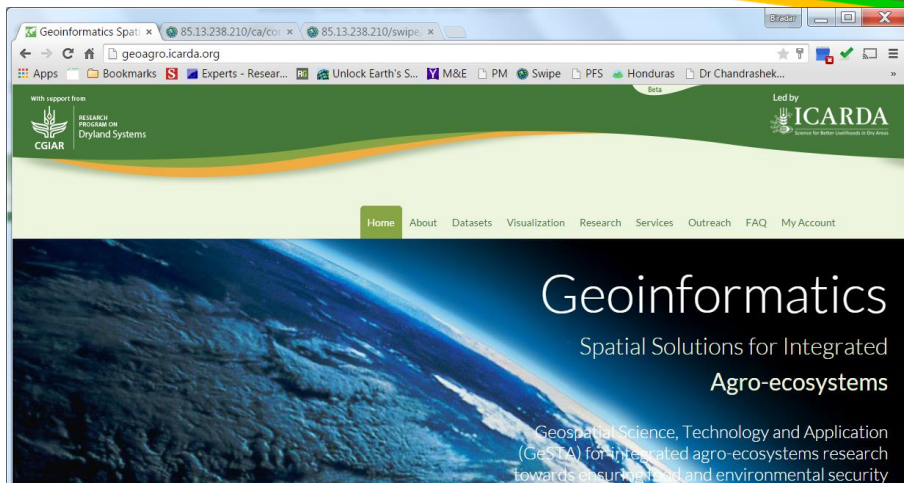 Biradar
Geoinformatics Spati
85.13.238.210/ca/cor
85.13.238.210/swipe/
geoagro.icarda.org
Apps
Bookmarks
S
Experts - Resear...
RG
Unlock Earth's S...
Y
M&E
PM
Swipe
PFS
Honduras
Dr Chandrashek...
»
Beta
With support from
RESEARCH
PROGRAM ON
Dryland Systems
CGIAR
Led by
ICARDA
Science for Better Livelihoods in Dry Areas
Home About Datasets Visualization Research Services Outreach FAQ My Account
Geoinformatics
Spatial Solutions for Integrated
Agro-ecosystems
Geospatial Science, Technology and Application
(GeSTA) for integrated agro-ecosystems research
towards ensuring food and environmental security